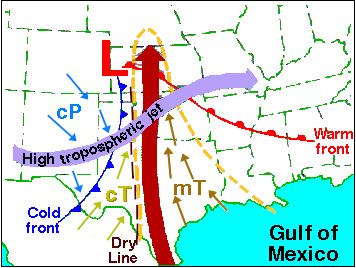 L
cP
High tropospheric jet
cT
mT
Warm
front
Cold
front
Dry
Line
Gulf of
Mexico